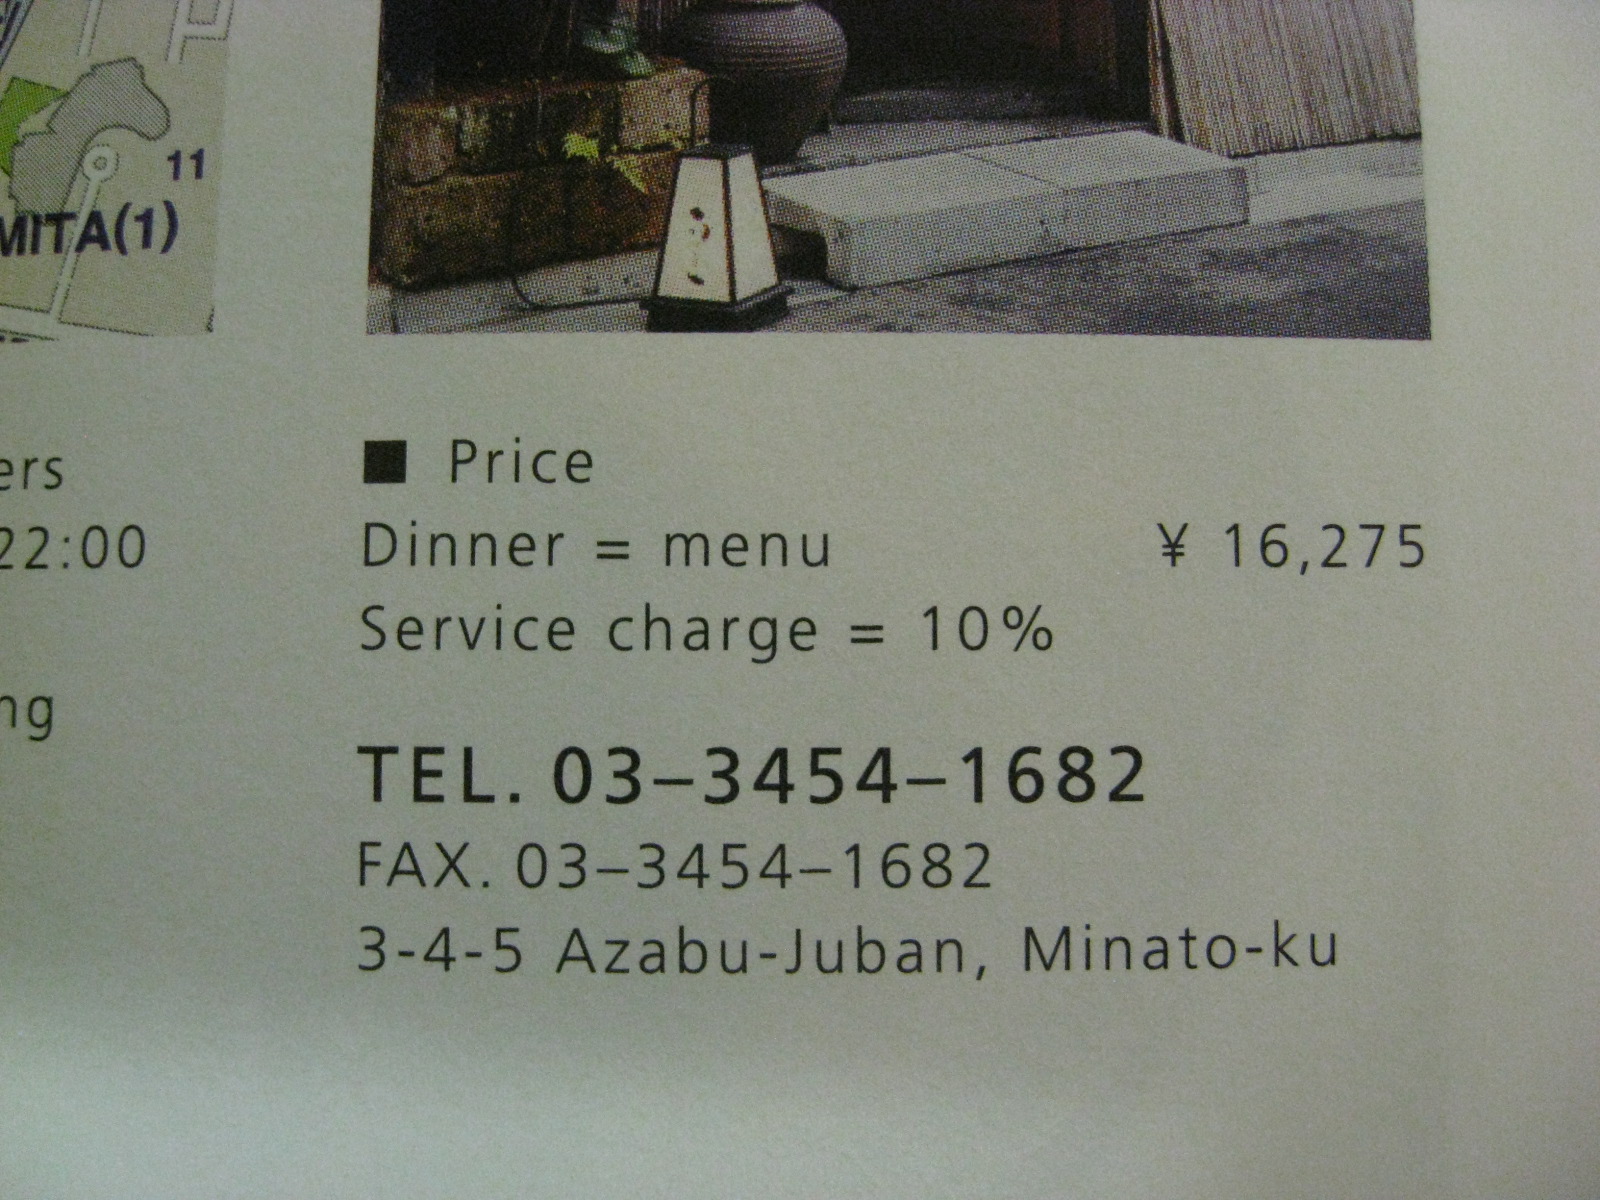 11
MITA(1)
ers
22:00
ng
■ Price
Dinner = menu ¥ 16,275
Service charge = 10%
TEL. 03–3454–1682
FAX. 03–3454–1682
3-4-5 Azabu-Juban, Minato-ku